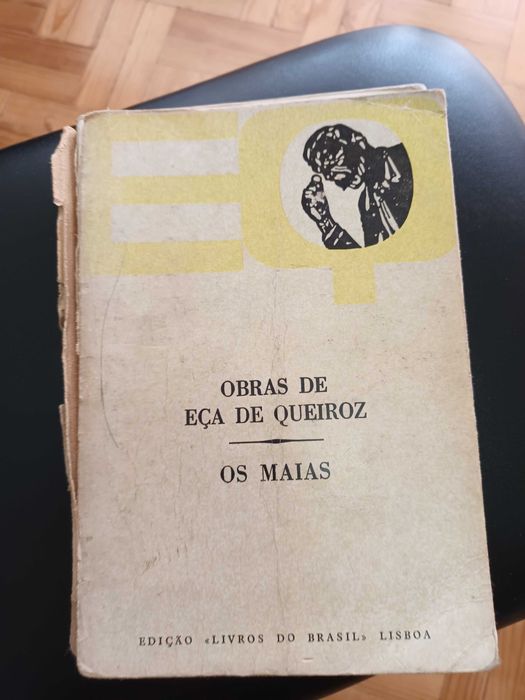 EQ
OBRAS DE
EÇA DE QUEIROZ
OS MAIAS
EDIÇÃO «LIVROS DO BRASIL» LISBOA